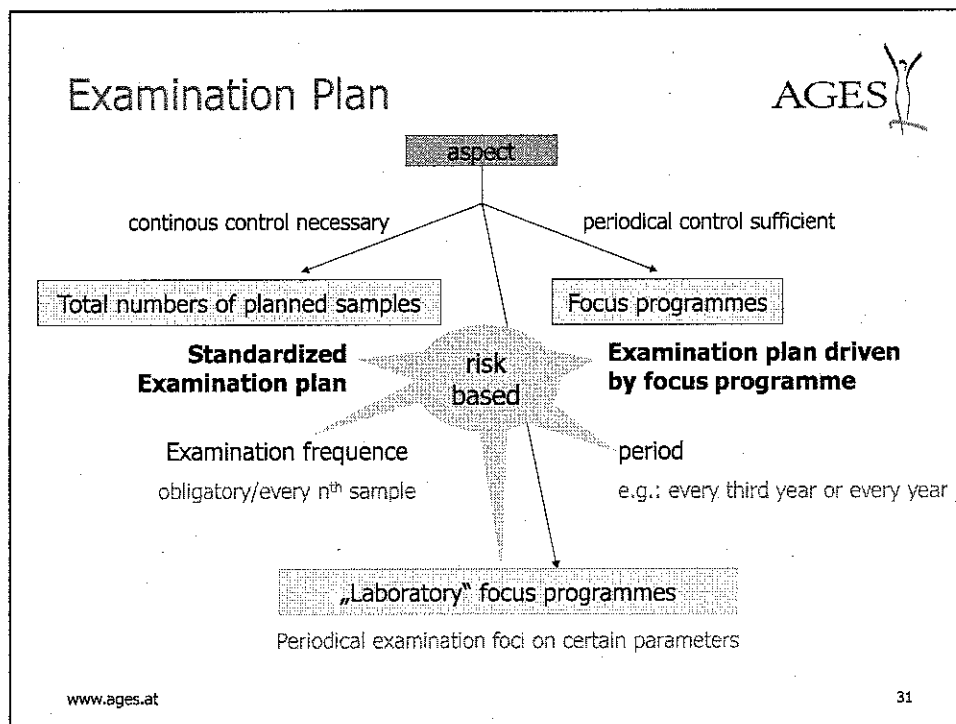 Examination Plan
AGES
aspect
continous control necessary
periodical control sufficient
Total numbers of planned samples
Focus programmes
Standardized
Examination plan
risk
based
Examination plan driven
by focus programme
Examination frequence
obligatory/every nth sample
period
e.g.: every third year or every year
„Laboratory“ focus programmes
Periodical examination foci on certain parameters
www.ages.at
31